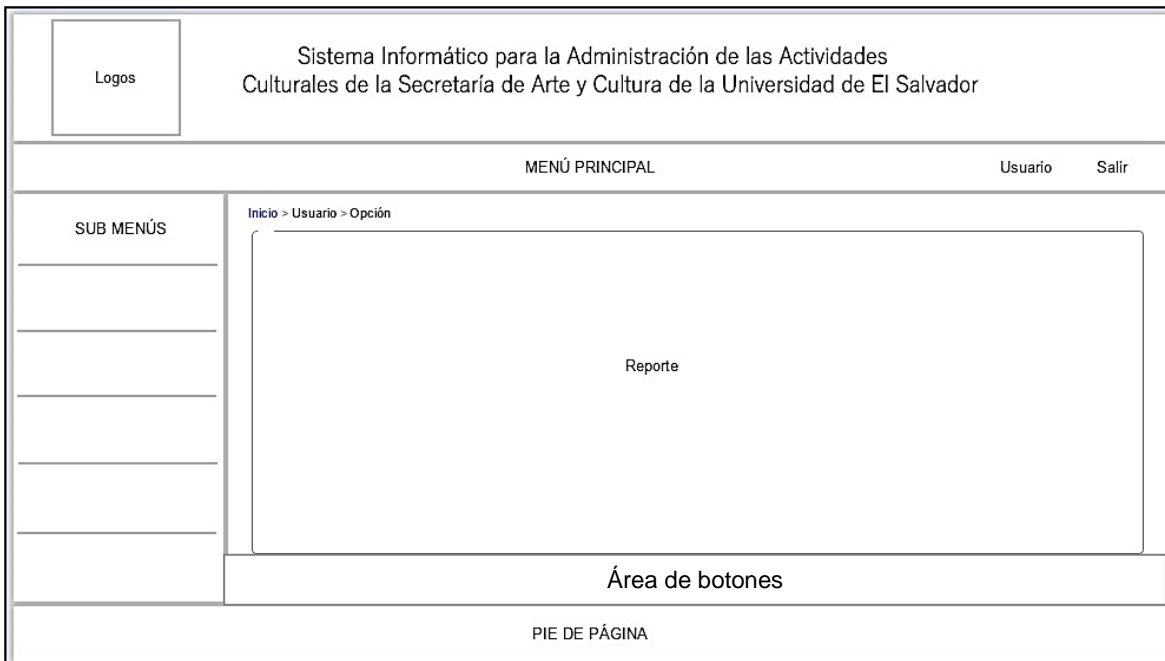 Logos
Sistema Informático para la Administración de las Actividades
Culturales de la Secretaría de Arte y Cultura de la Universidad de El Salvador
MENÚ PRINCIPAL
Usuario
Salir
SUB MENÚS
Inicio > Usuario > Opción
Reporte
Área de botones
PIE DE PÁGINA